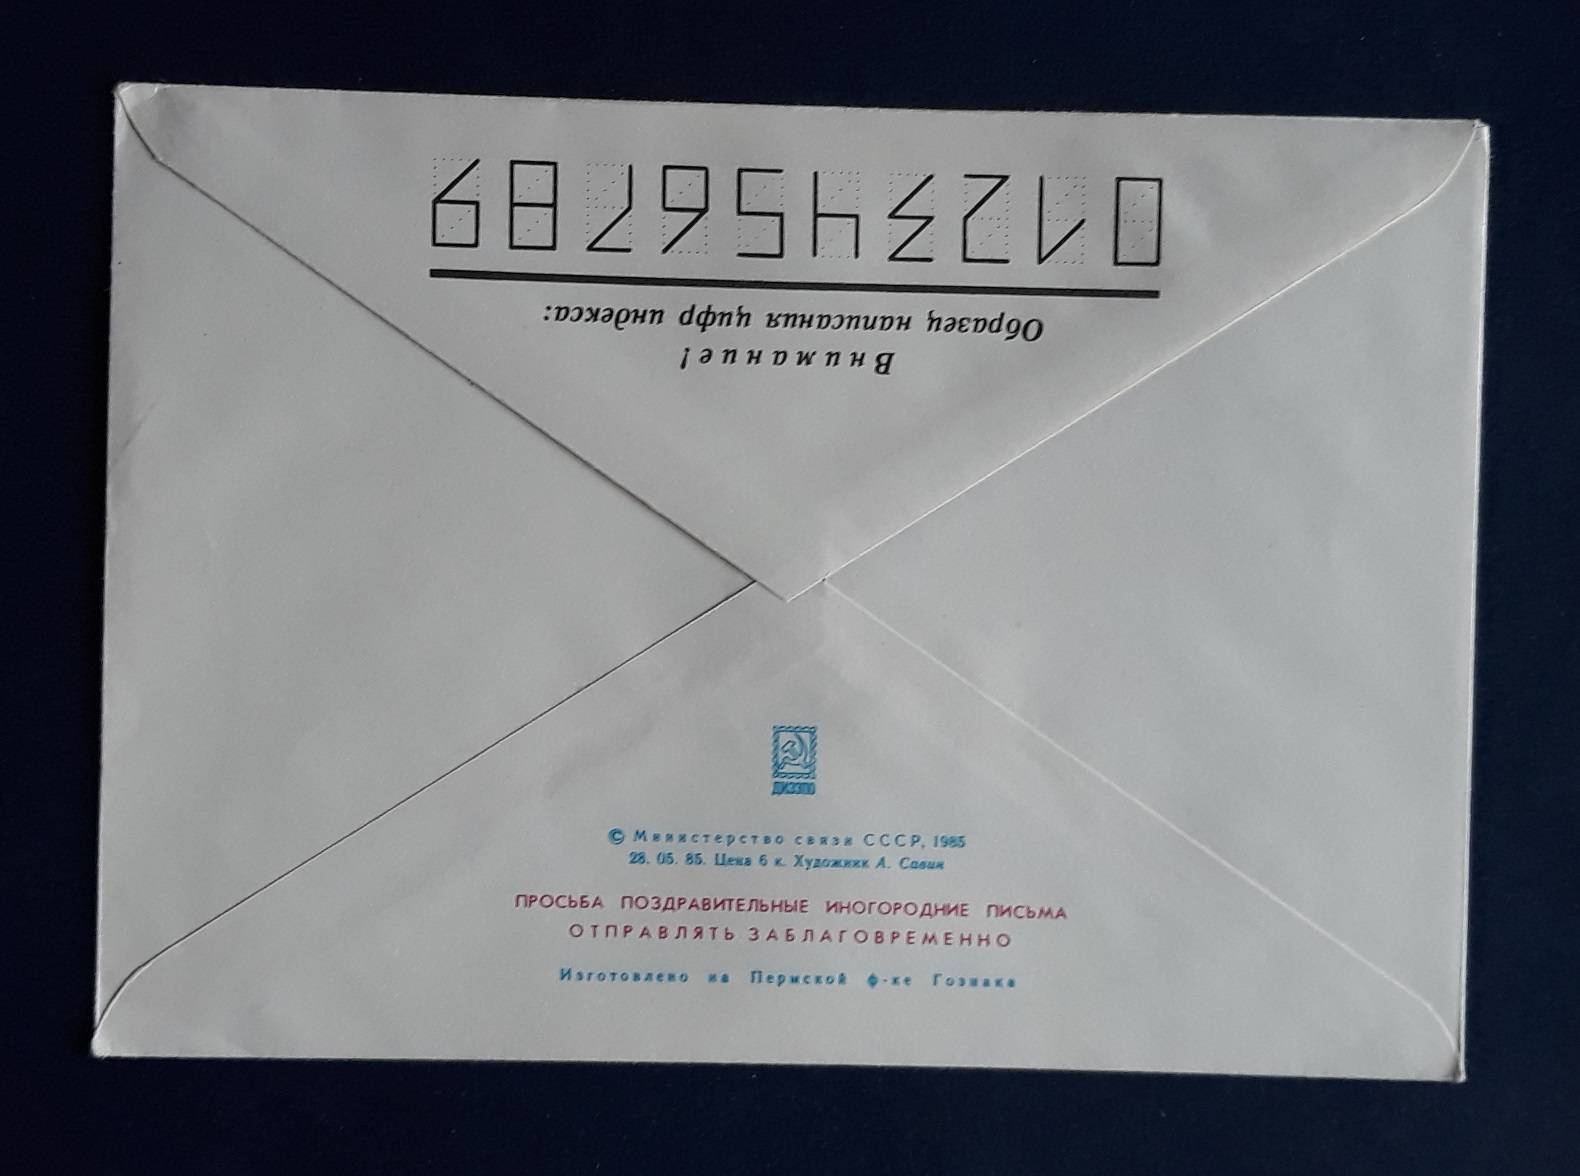 Внимание!
Образец написания цифр индекса:
0123456789
ДИЭЗПО
© Министерство связи СССР, 1985
28. 05. 85. Цена 6 к. Художник А. Савин
ПРОСЬБА ПОЗДРАВИТЕЛЬНЫЕ ИНОГОРОДНИЕ ПИСЬМА
ОТПРАВЛЯТЬ ЗАБЛАГОВРЕМЕННО
Изготовлено на Пермской ф-ке Гознака